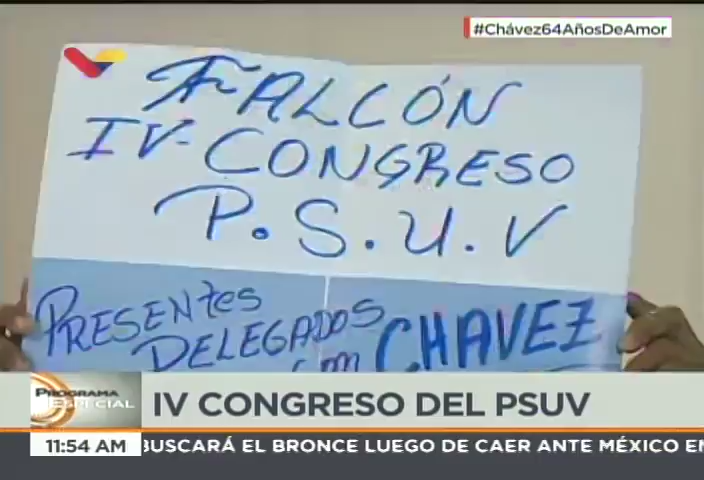 #Chávez64AñosDeAmor
FALCÓN
IV-CONGRESO
P.S.U.V
PRESENtes
DELEGADOS
com CHAVEZ
PROGRAMA
ESPECIAL
IV CONGRESO DEL PSUV
11:54 AM
BUSCARÁ EL BRONCE LUEGO DE CAER ANTE MÉXICO EN